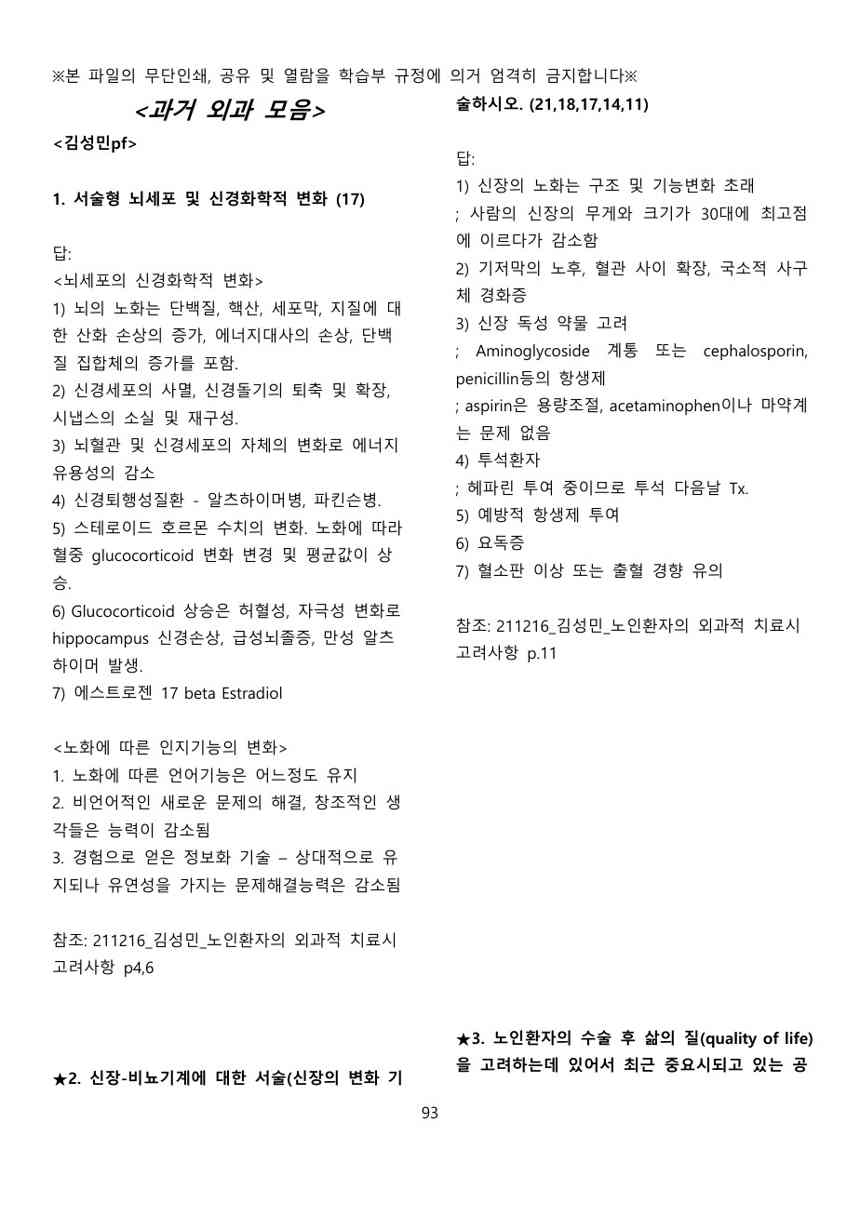 ※본 파일의 무단인쇄, 공유 및 열람을 학습부 규정에 의거 엄격히 금지합니다※
<과거 외과 모음>
<김성민pf>
1. 서술형 뇌세포 및 신경화학적 변화 (17)
답:
<뇌세포의 신경화학적 변화>
1) 뇌의 노화는 단백질, 핵산, 세포막, 지질에 대
한 산화 손상의 증가, 에너지대사의 손상, 단백
질 집합체의 증가를 포함.
2) 신경세포의 사멸, 신경돌기의 퇴축 및 확장,
시냅스의 소실 및 재구성.
3) 뇌혈관 및 신경세포의 자체의 변화로 에너지
유용성의 감소
4) 신경퇴행성질환 - 알츠하이머병, 파킨슨병.
5) 스테로이드 호르몬 수치의 변화. 노화에 따라
혈중 glucocorticoid 변화 변경 및 평균값이 상
승.
6) Glucocorticoid 상승은 허혈성, 자극성 변화로
hippocampus 신경손상, 급성뇌졸증, 만성 알츠
하이머 발생.
7) 에스트로젠 17 beta Estradiol
<노화에 따른 인지기능의 변화>
1. 노화에 따른 언어기능은 어느정도 유지
2. 비언어적인 새로운 문제의 해결, 창조적인 생
각들은 능력이 감소됨
3. 경험으로 얻은 정보화 기술 – 상대적으로 유
지되나 유연성을 가지는 문제해결능력은 감소됨
참조: 211216_김성민_노인환자의 외과적 치료시
고려사항 p4,6
★2. 신장-비뇨기계에 대한 서술(신장의 변화 기
술하시오. (21,18,17,14,11)
답:
1) 신장의 노화는 구조 및 기능변화 초래
; 사람의 신장의 무게와 크기가 30대에 최고점
에 이르다가 감소함
2) 기저막의 노후, 혈관 사이 확장, 국소적 사구
체 경화증
3) 신장 독성 약물 고려
; Aminoglycoside 계통 또는 cephalosporin,
penicillin등의 항생제
; aspirin은 용량조절, acetaminophen이나 마약계
는 문제 없음
4) 투석환자
; 헤파린 투여 중이므로 투석 다음날 Tx.
5) 예방적 항생제 투여
6) 요독증
7) 혈소판 이상 또는 출혈 경향 유의
참조: 211216_김성민_노인환자의 외과적 치료시
고려사항 p.11
★3. 노인환자의 수술 후 삶의 질(quality of life)
을 고려하는데 있어서 최근 중요시되고 있는 공
93